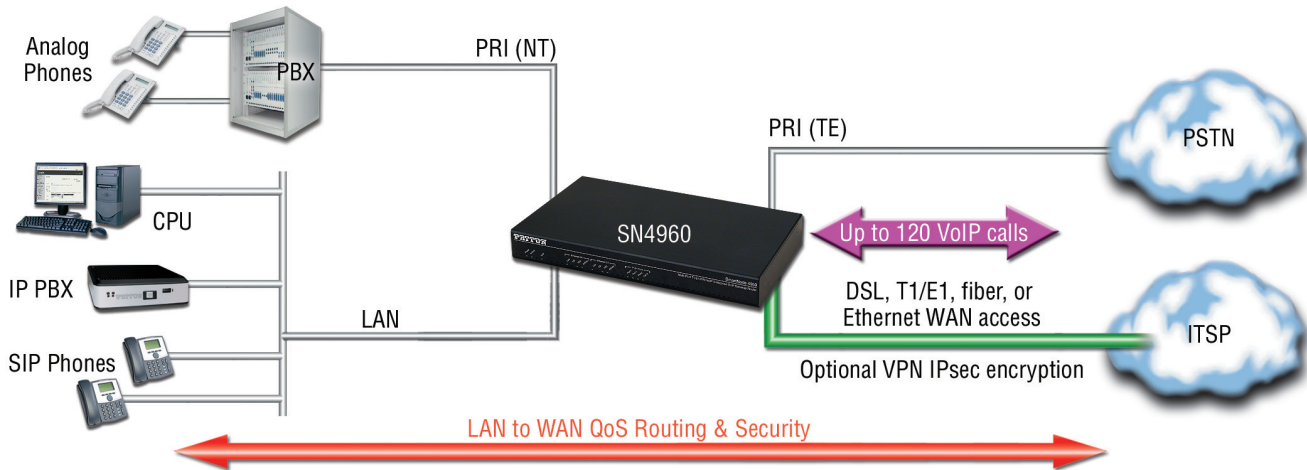 Analog
Phones
PBX
PRI (NT)
CPU
IP PBX
SIP Phones
LAN
PATTON
SN4960
PRI (TE)
PSTN
Up to 120 VoIP calls
DSL, T1/E1, fiber, or
Ethernet WAN access
Optional VPN IPsec encryption
ITSP
LAN to WAN QoS Routing & Security